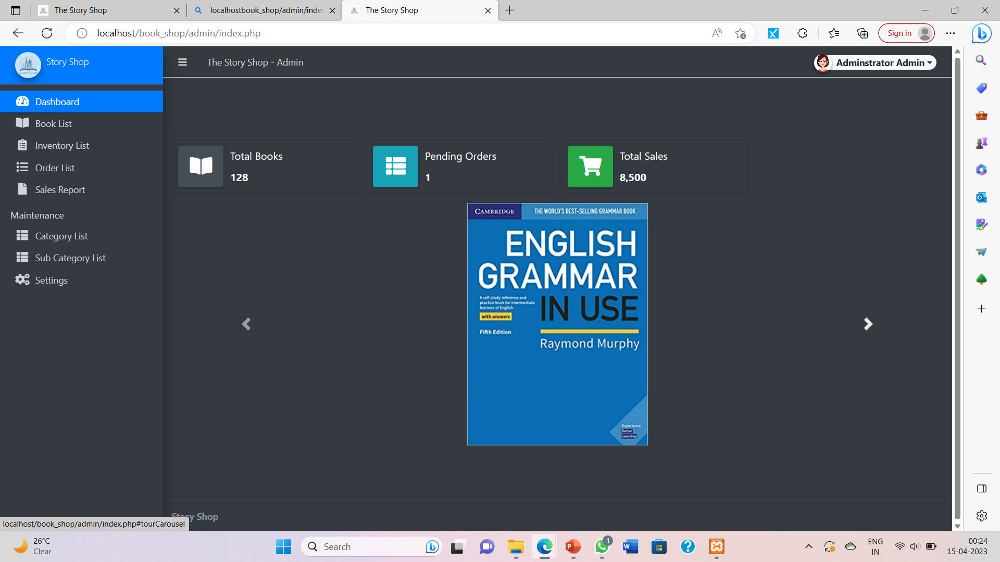 The Story Shop
localhostbook_shop/admin/inde
The Story Shop
localhost/book_shop/admin/index.php
Sign in
Story Shop
The Story Shop - Admin
Adminstrator Admin
Dashboard
Book List
Inventory List
Order List
Sales Report
Maintenance
Category List
Sub Category List
Settings
Total Books
128
Pending Orders
1
Total Sales
8,500
CAMBRIDGE
THE WORLD'S BEST-SELLING GRAMMAR BOOK
ENGLISH
GRAMMAR
IN USE
A self-study reference and
practice book for intermediate
learners of English
with answers
Fifth Edition
Raymond Murphy
Experience
Better
Learning
Story Shop
localhost/book_shop/admin/index.php#tourCarousel
26°C
Clear
Search
1
ENG
IN
00:24
15-04-2023